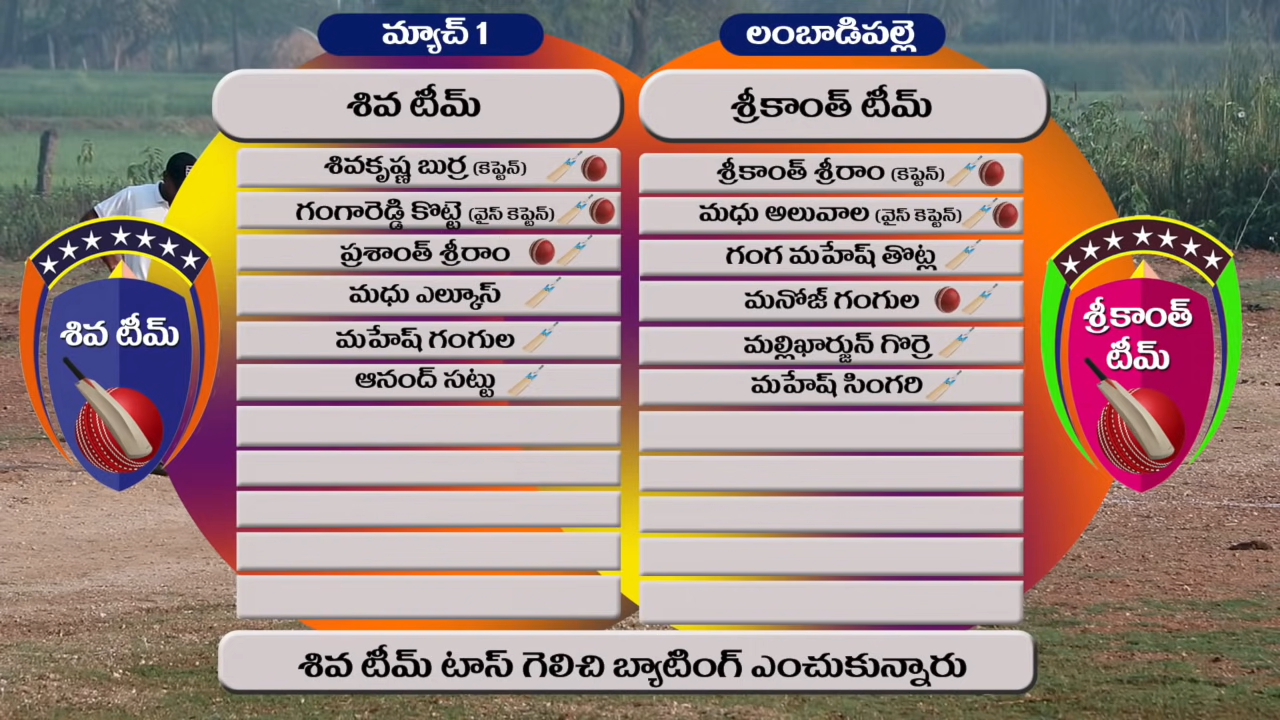 మ్యాచ్ 1
లంబాడిపల్లె
శివ టీమ్
శ్రీకాంత్ టీమ్
శివకృష్ణ బుర్ర (కెప్టెన్)
గంగారెడ్డి కొట్టె (వైస్ కెప్టెన్)
ప్రశాంత్ శ్రీరాం
మధు ఎల్కూస్
మహేష్ గంగుల
ఆనంద్ సట్టు
శ్రీకాంత్ శ్రీరాం (కెప్టెన్)
మధు అలువాల (వైస్ కెప్టెన్)
గంగ మహేష్ తొట్ల
మనోజ్ గంగుల
మల్లిఖార్జున్ గొర్రె
మహేష్ సింగరి
శివ టీమ్
శ్రీకాంత్
టీమ్
శివ టీమ్ టాస్ గెలిచి బ్యాటింగ్ ఎంచుకున్నారు